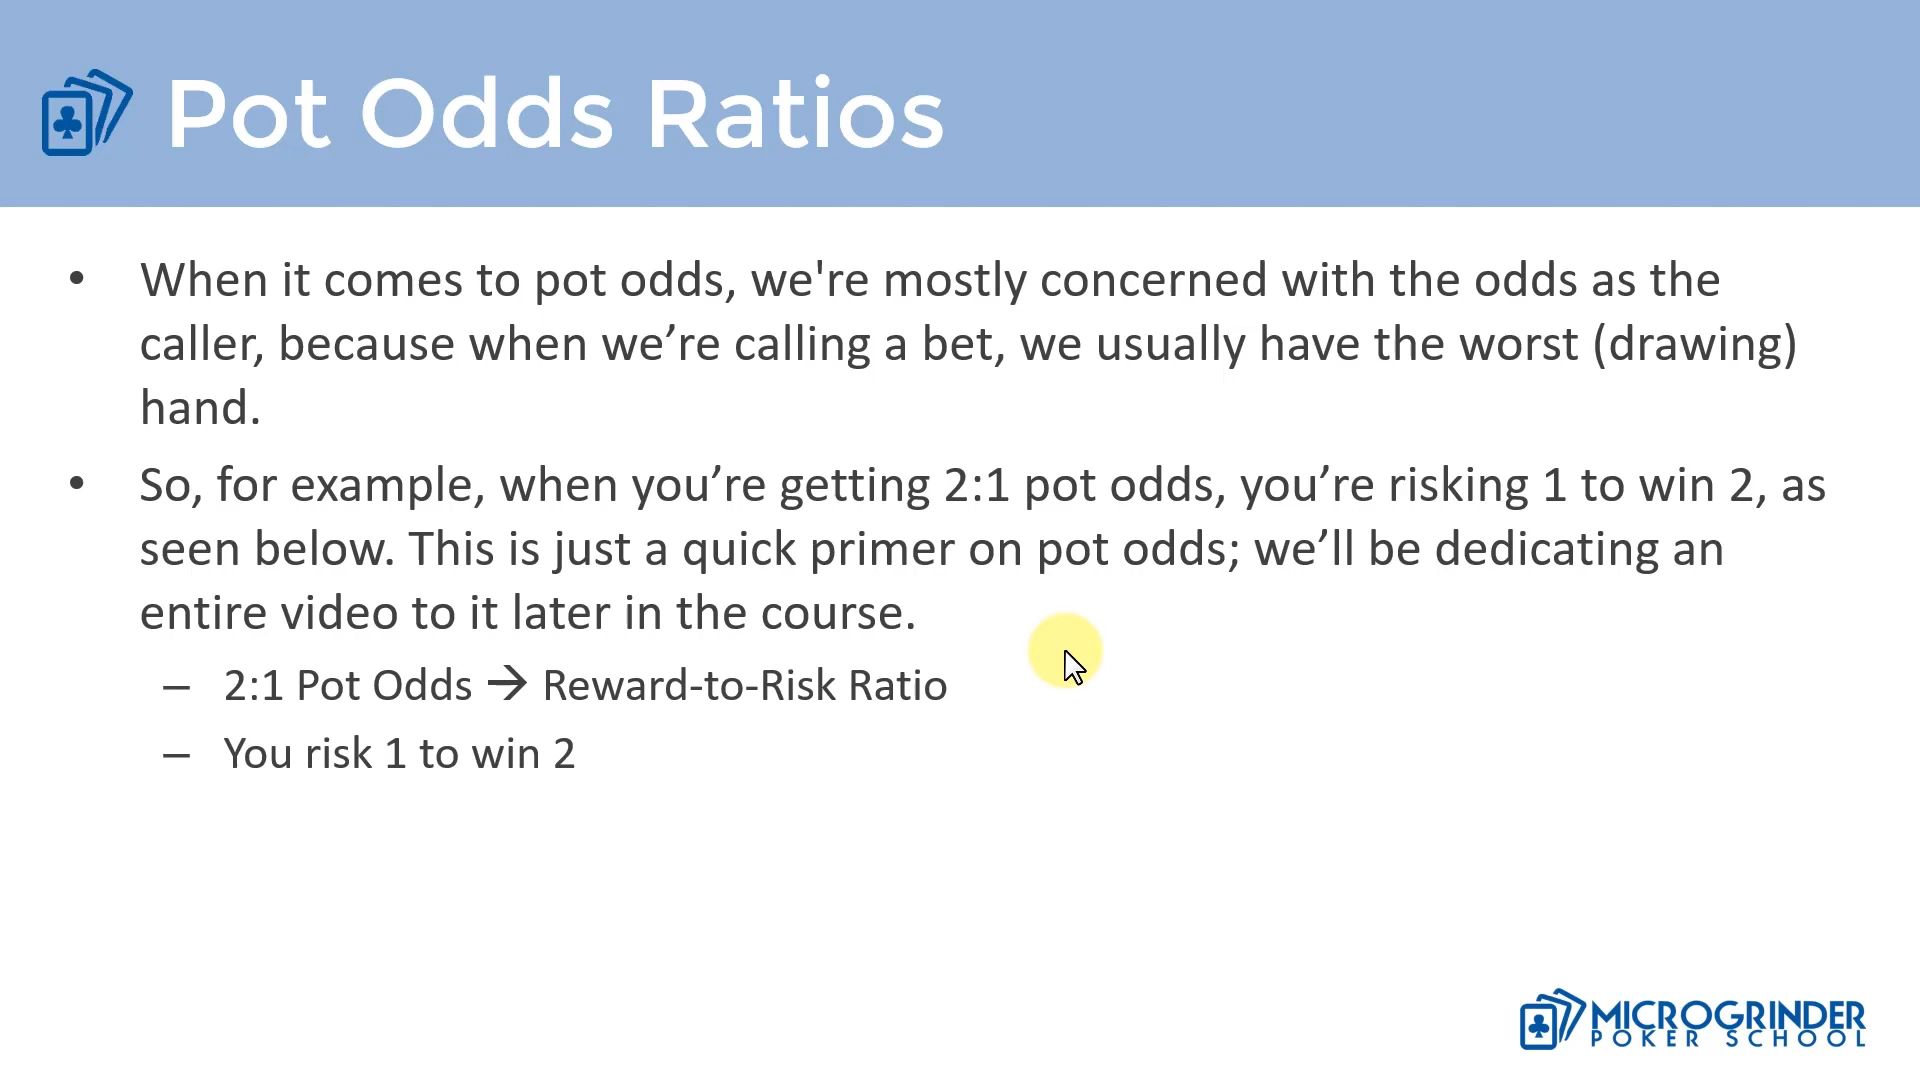 Pot Odds Ratios
• When it comes to pot odds, we're mostly concerned with the odds as the
caller, because when we’re calling a bet, we usually have the worst (drawing)
hand.
• So, for example, when you’re getting 2:1 pot odds, you’re risking 1 to win 2, as
seen below. This is just a quick primer on pot odds; we’ll be dedicating an
entire video to it later in the course.
– 2:1 Pot Odds → Reward-to-Risk Ratio
– You risk 1 to win 2
MICROGRINDER
POKER SCHOOL